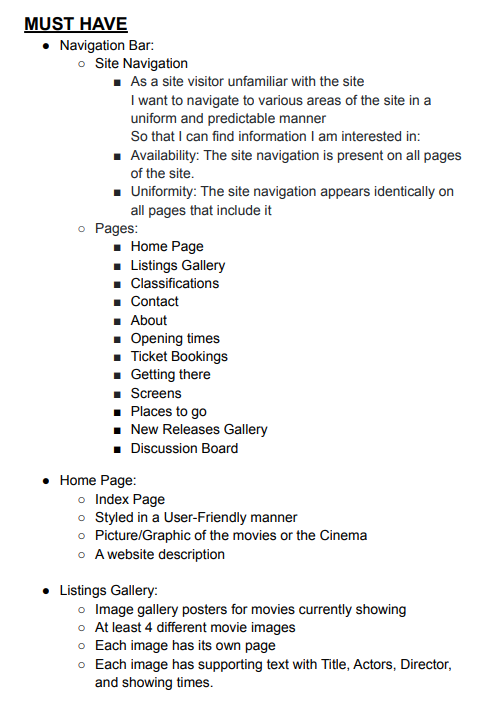 MUST HAVE
● Navigation Bar:
○ Site Navigation
■ As a site visitor unfamiliar with the site
I want to navigate to various areas of the site in a
uniform and predictable manner
So that I can find information I am interested in:
■ Availability: The site navigation is present on all pages
of the site.
■ Uniformity: The site navigation appears identically on
all pages that include it
○ Pages:
■ Home Page
■ Listings Gallery
■ Classifications
■ Contact
■ About
■ Opening times
■ Ticket Bookings
■ Getting there
■ Screens
■ Places to go
■ New Releases Gallery
■ Discussion Board
● Home Page:
○ Index Page
○ Styled in a User-Friendly manner
○ Picture/Graphic of the movies or the Cinema
○ A website description
● Listings Gallery:
○ Image gallery posters for movies currently showing
○ At least 4 different movie images
○ Each image has its own page
○ Each image has supporting text with Title, Actors, Director,
and showing times.